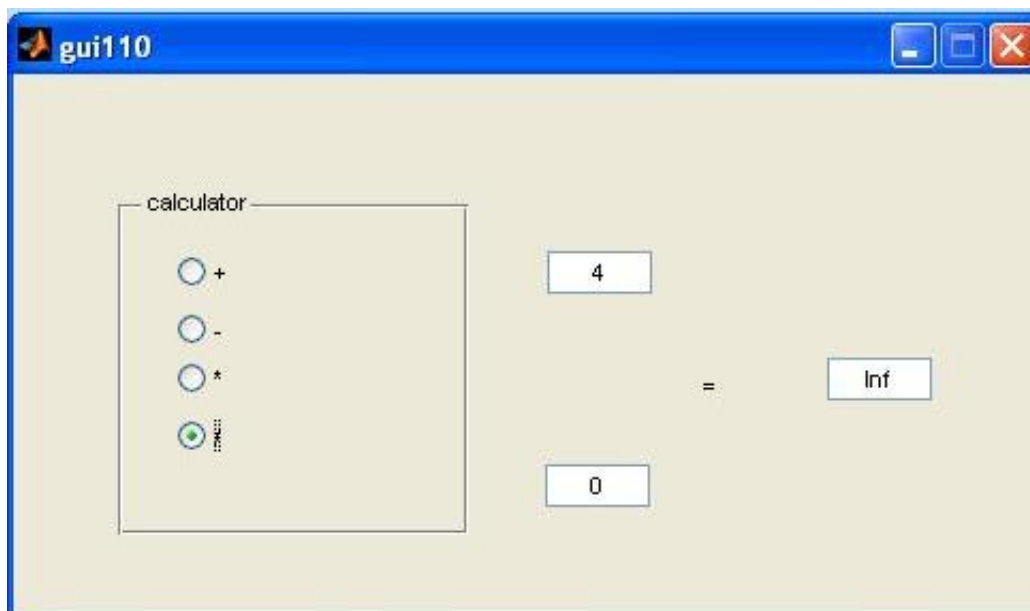 gui110
calculator
+
-
*
4
= Inf
0